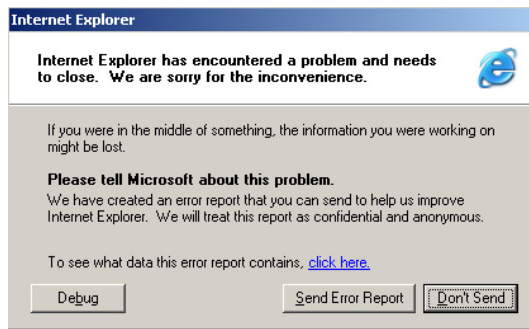 Internet Explorer
Internet Explorer has encountered a problem and needs
to close.  We are sorry for the inconvenience.
If you were in the middle of something, the information you were working on
might be lost.
Please tell Microsoft about this problem.
We have created an error report that you can send to help us improve
Internet Explorer.  We will treat this report as confidential and anonymous.
To see what data this error report contains, click here.
Debug
Send Error Report
Don't Send